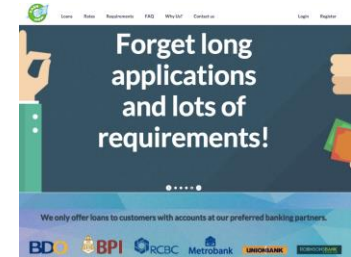 Loans Rates Requirements FAQ Why Us? Contact us Login Register
Forget long
applications
and lots of
requirements!
We only offer loans to customers with accounts at our preferred banking partners.
BDO BPI RCBC Metrobank UNIONBANK ROBINSONSBANK